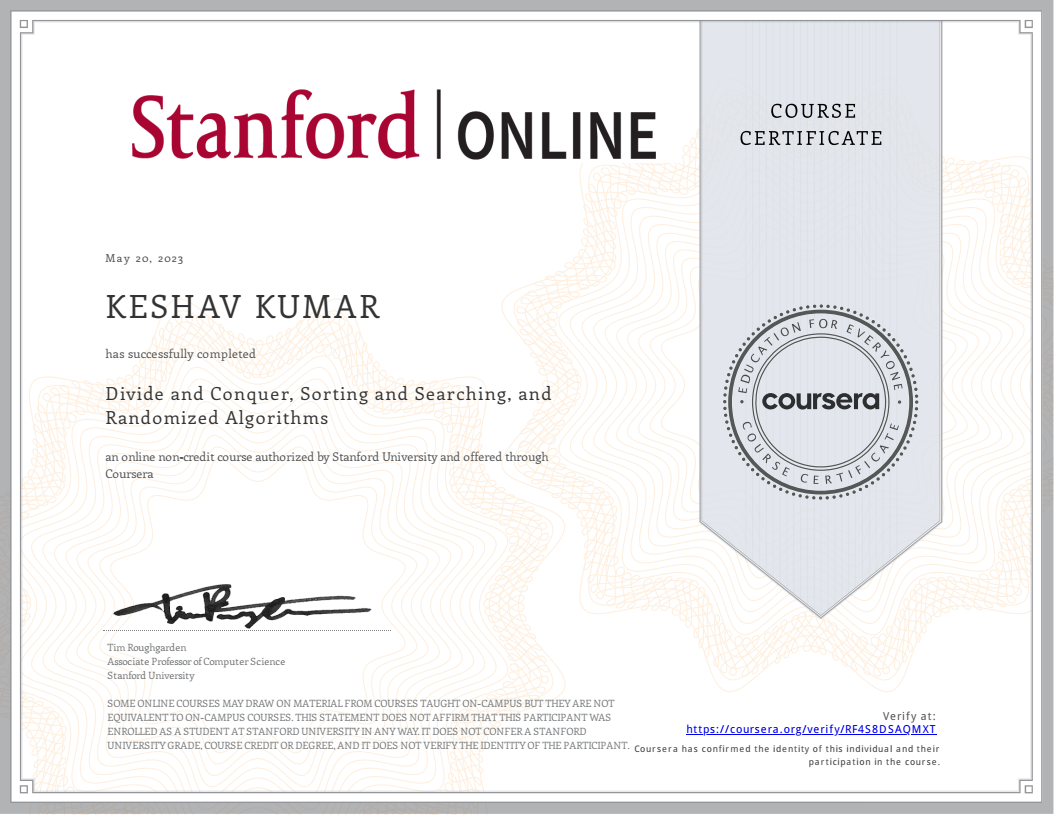 Stanford | ONLINE
COURSE
CERTIFICATE
May 20, 2023
KESHAV KUMAR
has successfully completed
Divide and Conquer, Sorting and Searching, and
Randomized Algorithms
an online non-credit course authorized by Stanford University and offered through
Coursera
EDUCATION FOR EVERYONE
coursera
COURSE CERTIFICATE
Tim Roughgarden
Associate Professor of Computer Science
Stanford University
SOME ONLINE COURSES MAY DRAW ON MATERIAL FROM COURSES TAUGHT ON-CAMPUS BUT THEY ARE NOT
EQUIVALENT TO ON-CAMPUS COURSES. THIS STATEMENT DOES NOT AFFIRM THAT THIS PARTICIPANT WAS
ENROLLED AS A STUDENT AT STANFORD UNIVERSITY IN ANY WAY. IT DOES NOT CONFER A STANFORD
UNIVERSITY GRADE, COURSE CREDIT OR DEGREE, AND IT DOES NOT VERIFY THE IDENTITY OF THE PARTICIPANT.
Verify at:
https://coursera.org/verify/RF4S8DSAQMXT
Coursera has confirmed the identity of this individual and their
participation in the course.